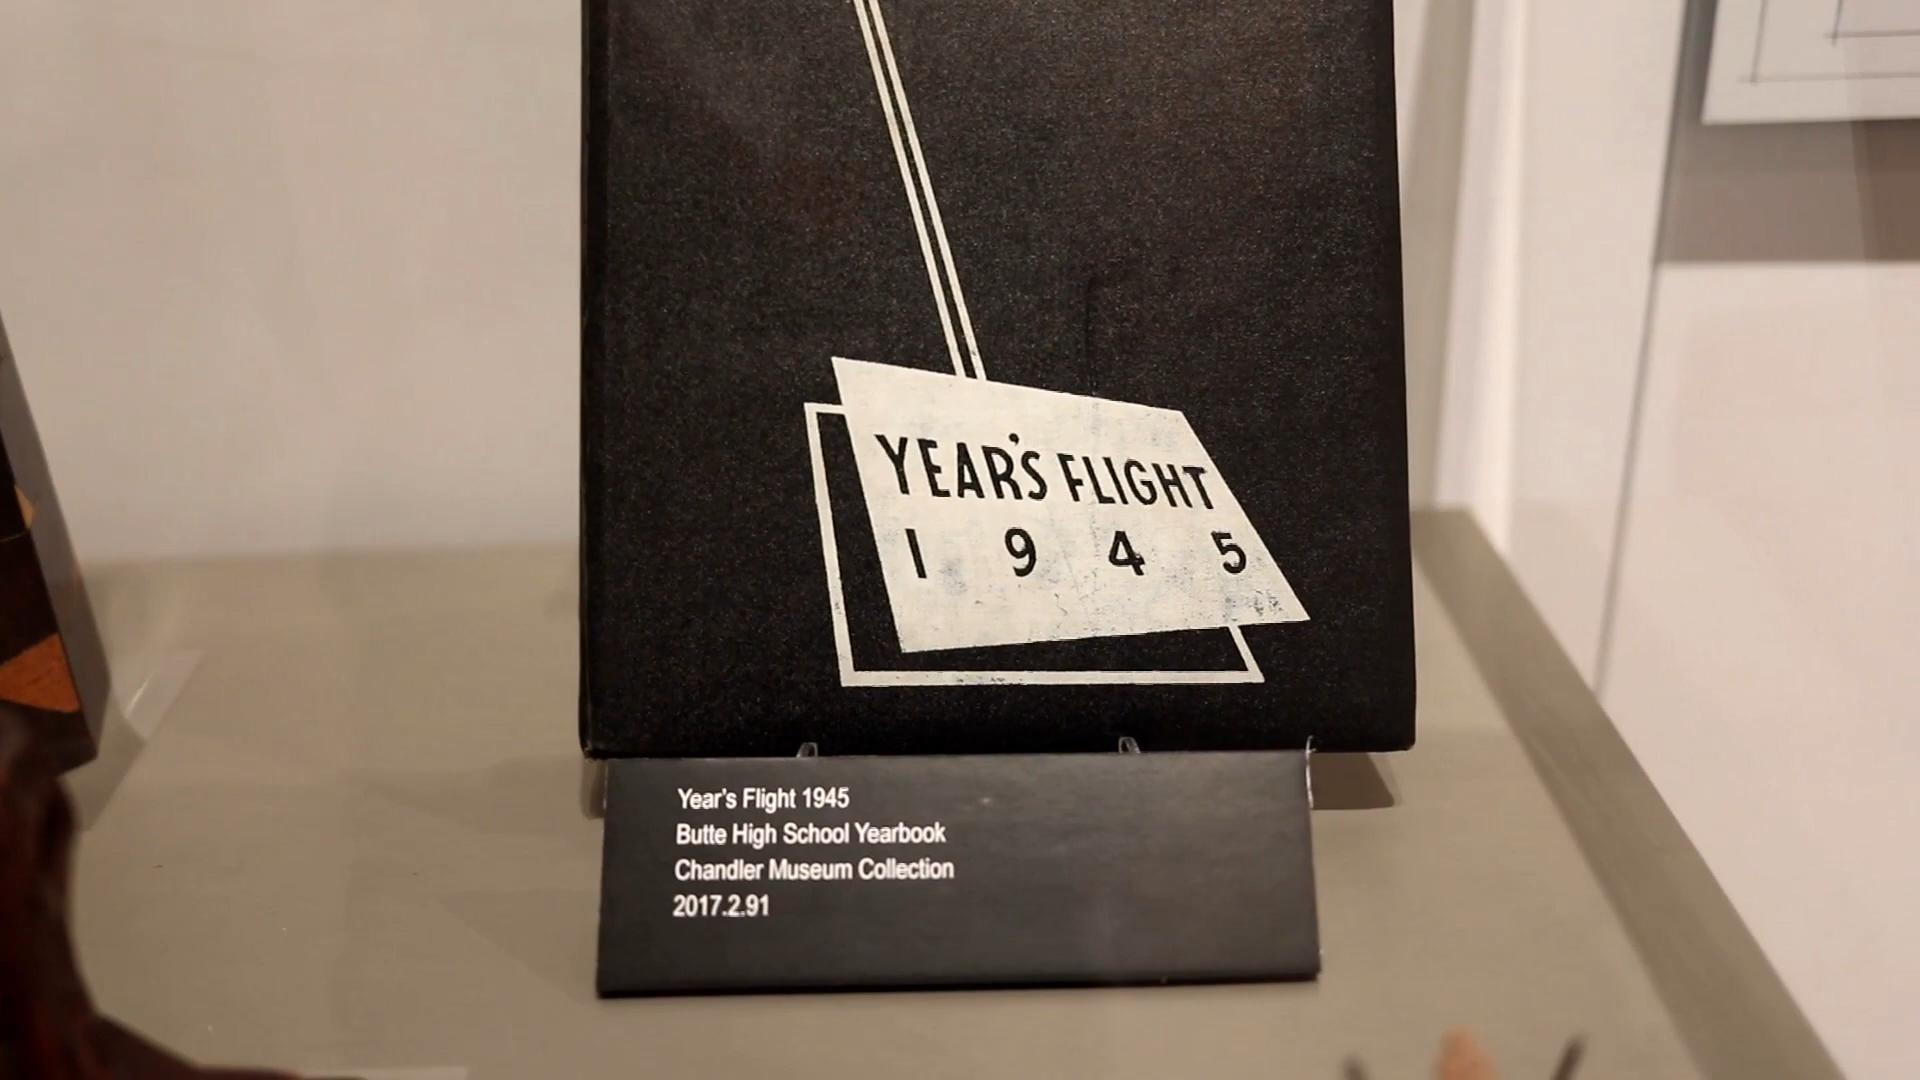 YEAR'S FLIGHT
1945
Year's Flight 1945
Butte High School Yearbook
Chandler Museum Collection
2017.2.91